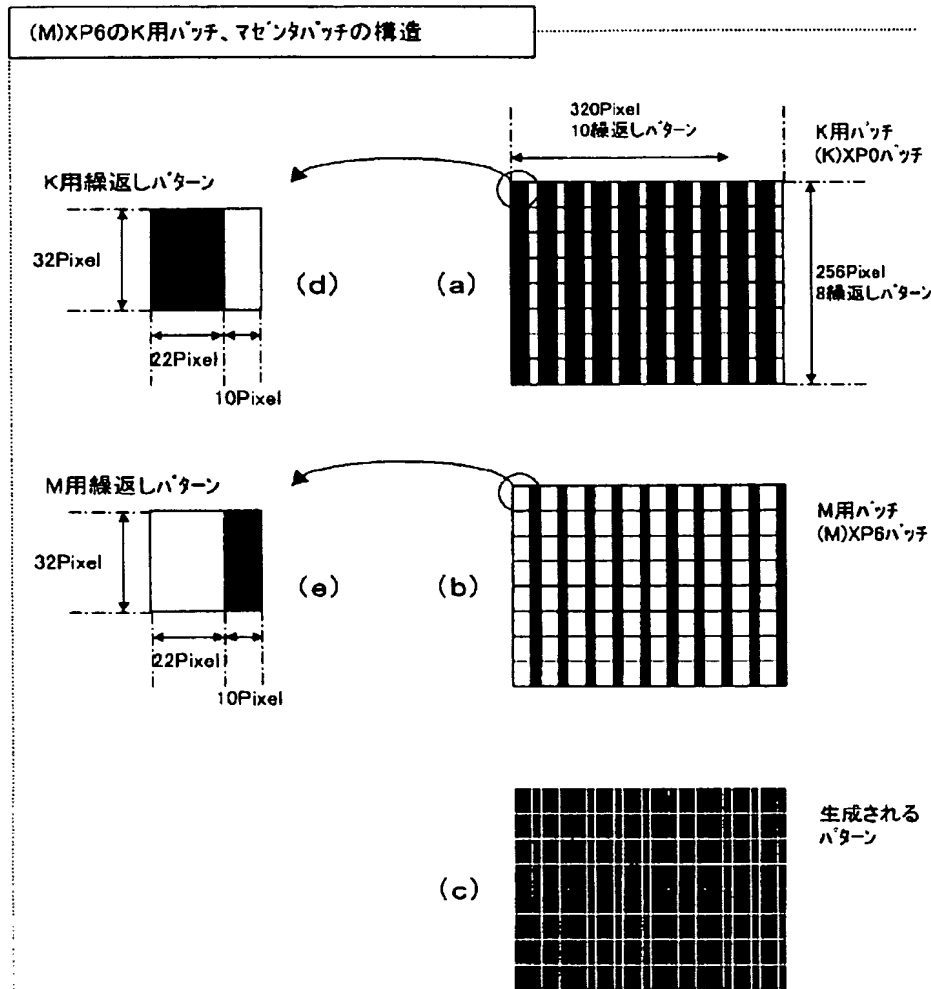 (M)XP6のK用パッチ、マゼンタパッチの構造
320Pixel
10繰返しパターン
K用パッチ
(K)XP0パッチ
K用繰返しパターン
32Pixel
(d)
(a)
256Pixel
8繰返しパターン
22Pixel
10Pixel
M用繰返しパターン
M用パッチ
(M)XP6パッチ
32Pixel
(e)
(b)
22Pixel
10Pixel
生成される
パターン
(c)